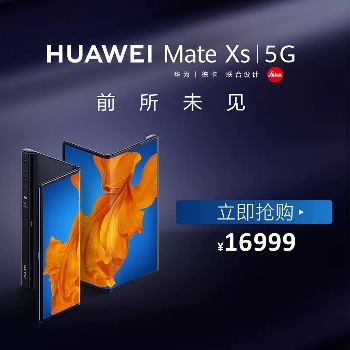 HUAWEI Mate Xs | 5G
华为 | 徕卡 联合设计 Leica
前所未见
立即抢购
¥16999